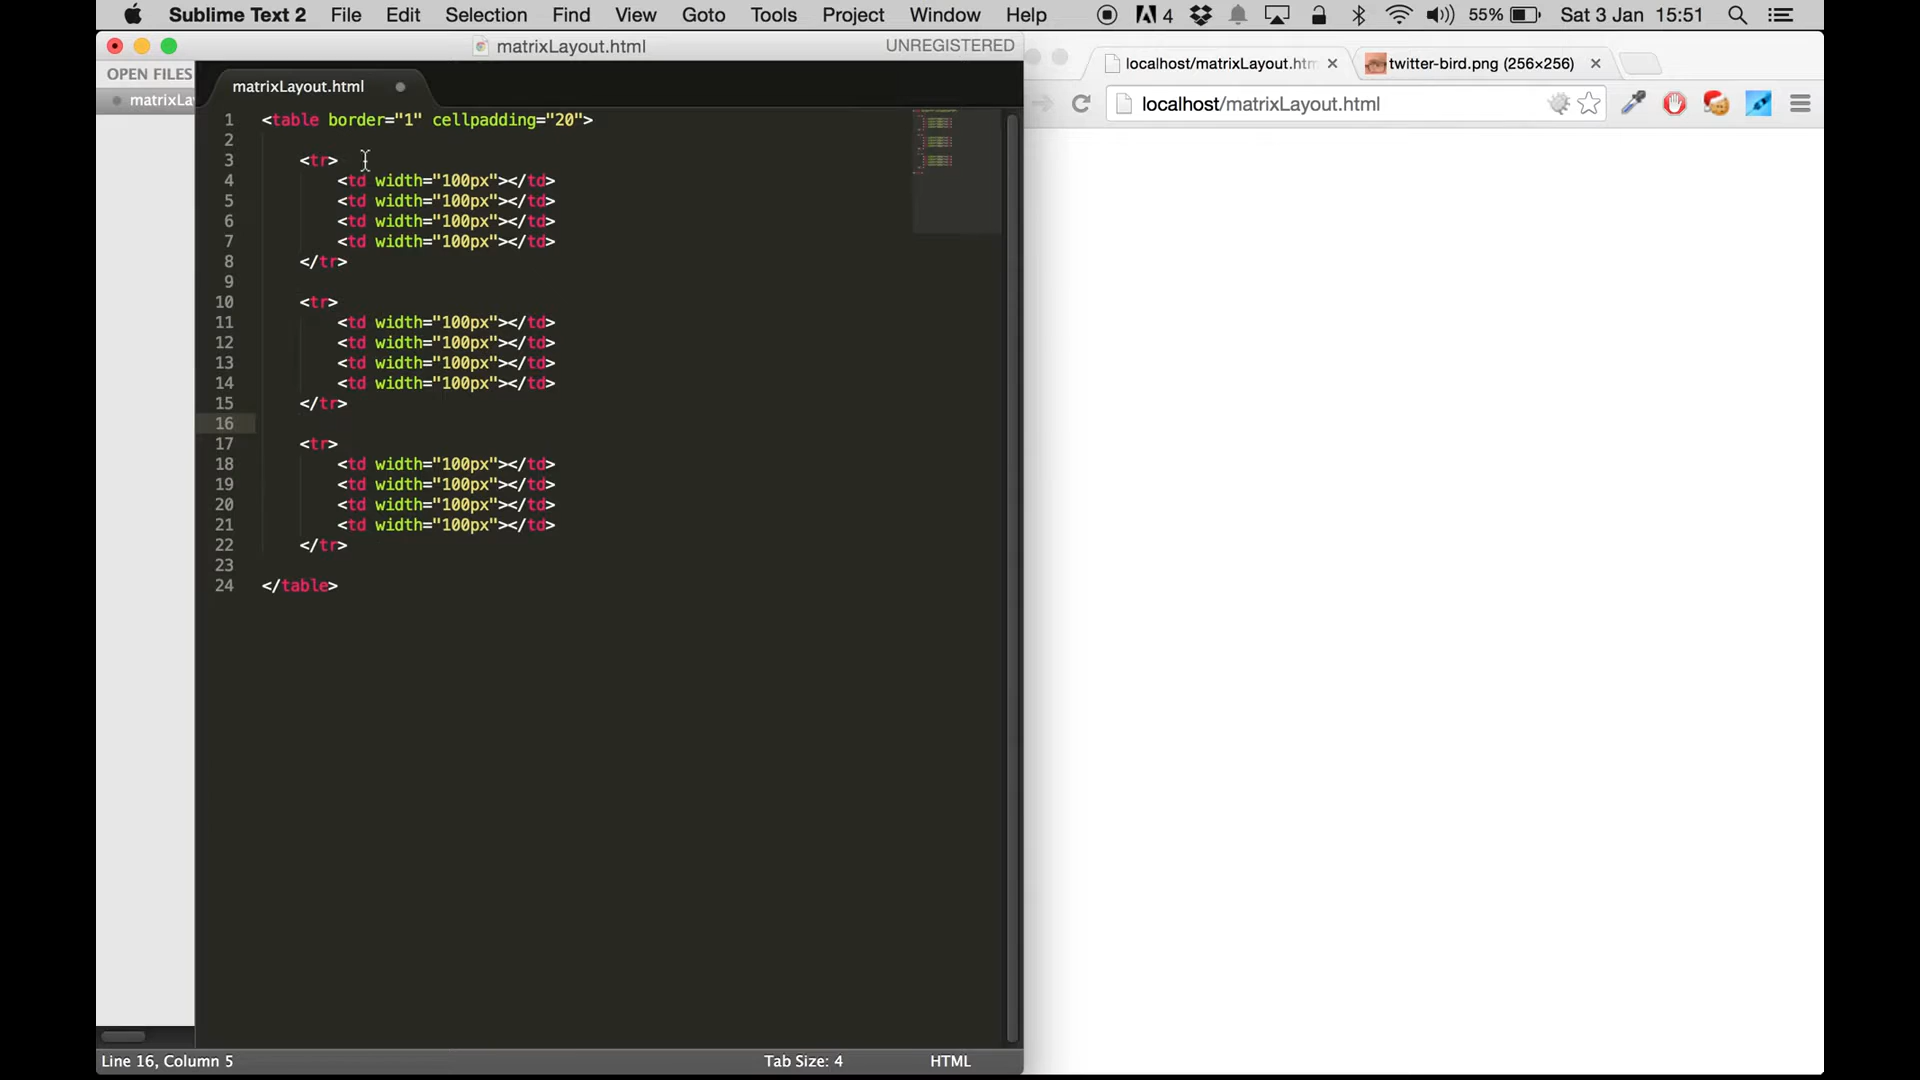 Sublime Text 2 File Edit Selection Find View Goto Tools Project Window Help 4 55% Sat 3 Jan 15:51
matrixLayout.html UNREGISTERED
OPEN FILES
matrixLa
matrixLayout.html
localhost/matrixLayout.htm
twitter-bird.png (256×256)
localhost/matrixLayout.html
1 <table border="1" cellpadding="20">
2
3 <tr>
4 <td width="100px"></td>
5 <td width="100px"></td>
6 <td width="100px"></td>
7 <td width="100px"></td>
8 </tr>
9
10 <tr>
11 <td width="100px"></td>
12 <td width="100px"></td>
13 <td width="100px"></td>
14 <td width="100px"></td>
15 </tr>
16
17 <tr>
18 <td width="100px"></td>
19 <td width="100px"></td>
20 <td width="100px"></td>
21 <td width="100px"></td>
22 </tr>
23
24 </table>
Line 16, Column 5 Tab Size: 4 HTML